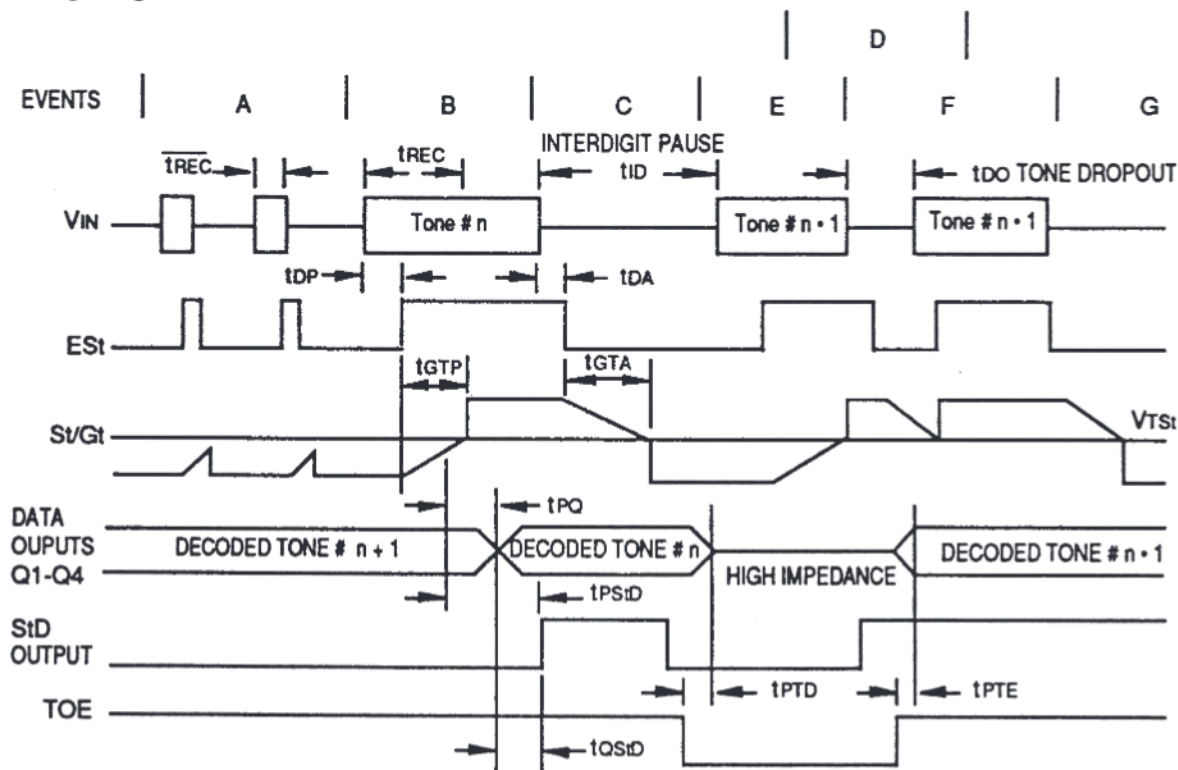 D
EVENTS A B C E F G
INTERDIGIT PAUSE
tREC tREC tID tDO TONE DROPOUT
VIN Tone # n Tone # n • 1 Tone # n • 1
tDP tDA
ESt
tGTP tGTA
St/Gt VTSt
tPQ
DATA
OUPUTS DECODED TONE # n + 1 DECODED TONE # n DECODED TONE # n • 1
Q1-Q4 HIGH IMPEDANCE
tPStD
StD
OUTPUT
tPTD tPTE
TOE
tQStD